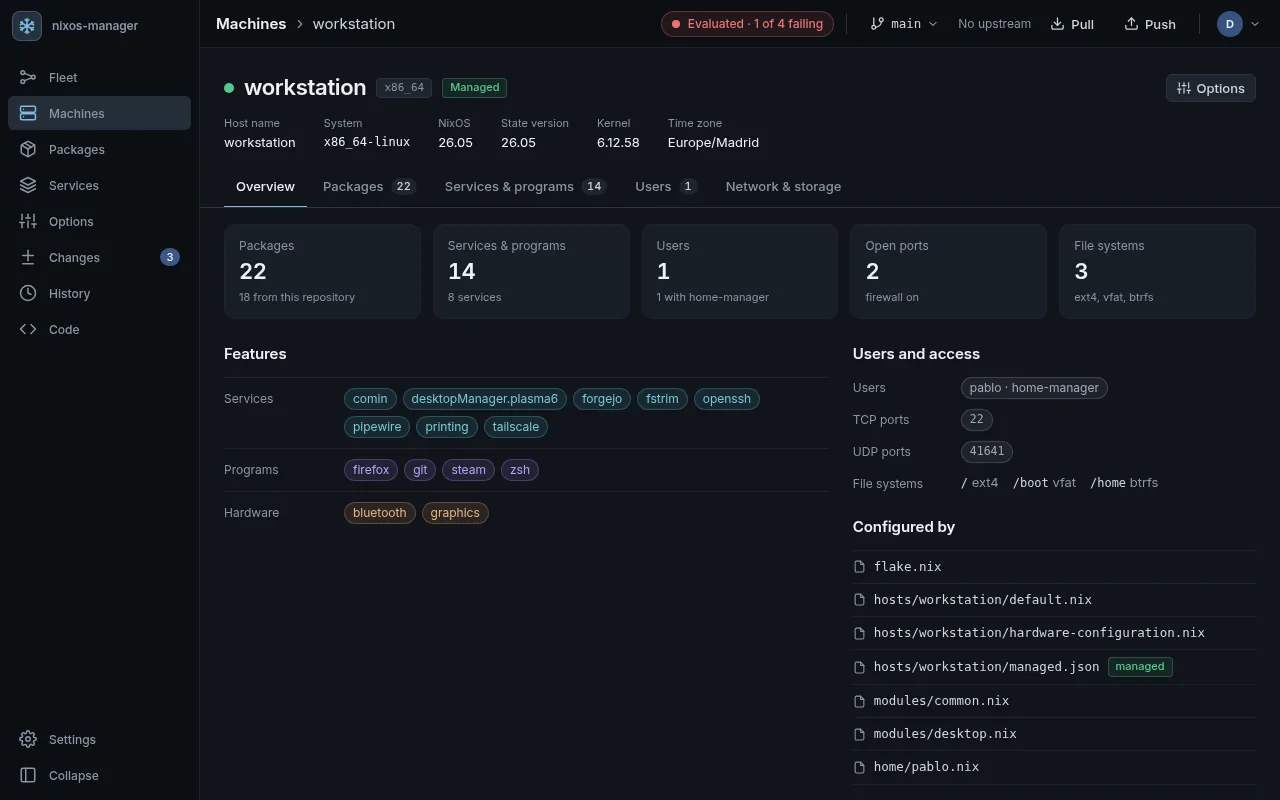 nixos-manager
Machines > workstation
Evaluated · 1 of 4 failing
main
No upstream
Pull
Push
D
Fleet
Machines
Packages
Services
Options
Changes 3
History
Code
Settings
Collapse
workstation x86_64 Managed
Options
Host name System NixOS State version Kernel Time zone
workstation x86_64-linux 26.05 26.05 6.12.58 Europe/Madrid
Overview Packages 22 Services & programs 14 Users 1 Network & storage
Packages
22
18 from this repository
Services & programs
14
8 services
Users
1
1 with home-manager
Open ports
2
firewall on
File systems
3
ext4, vfat, btrfs
Features
Services comin desktopManager.plasma6 forgejo fstrim openssh
pipewire printing tailscale
Programs firefox git steam zsh
Hardware bluetooth graphics
Users and access
Users pablo · home-manager
TCP ports 22
UDP ports 41641
File systems / ext4 /boot vfat /home btrfs
Configured by
flake.nix
hosts/workstation/default.nix
hosts/workstation/hardware-configuration.nix
hosts/workstation/managed.json managed
modules/common.nix
modules/desktop.nix
home/pablo.nix